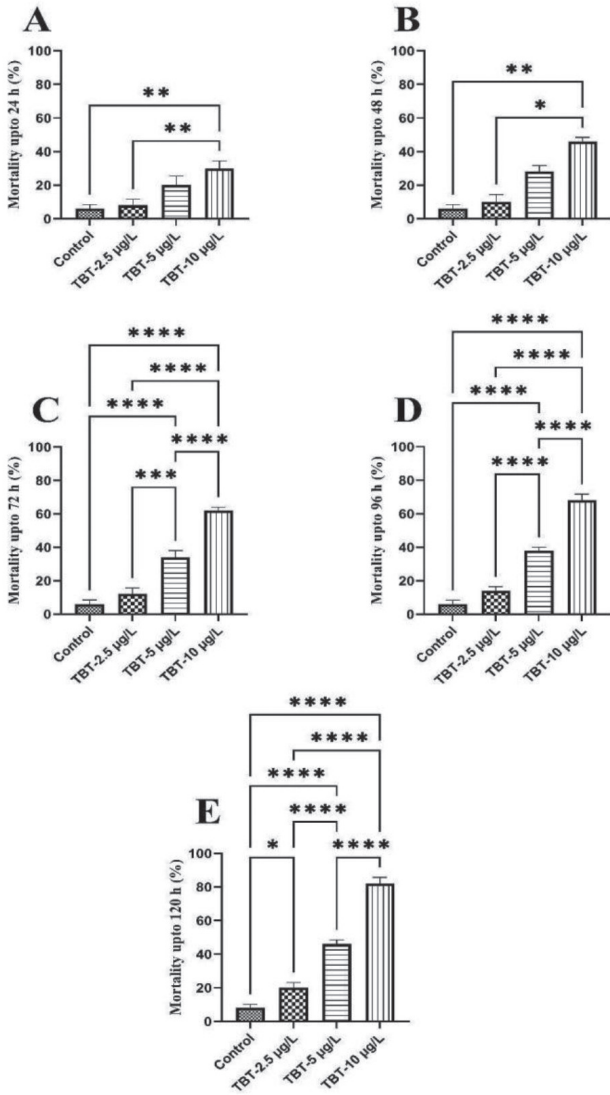 A
Mortality upto 24 h (%)
100
80
60
40
20
0
**
**
Control
TBT-2.5 µg/L
TBT-5 µg/L
TBT-10 µg/L
B
Mortality upto 48 h (%)
100
80
60
40
20
0
**
*
Control
TBT-2.5 µg/L
TBT-5 µg/L
TBT-10 µg/L
C
Mortality upto 72 h (%)
100
80
60
40
20
0
****
****
****
****
***
Control
TBT-2.5 µg/L
TBT-5 µg/L
TBT-10 µg/L
D
Mortality upto 96 h (%)
100
80
60
40
20
0
****
****
****
****
****
Control
TBT-2.5 µg/L
TBT-5 µg/L
TBT-10 µg/L
E
Mortality upto 120 h (%)
100
80
60
40
20
0
****
****
****
****
*
****
Control
TBT-2.5 µg/L
TBT-5 µg/L
TBT-10 µg/L